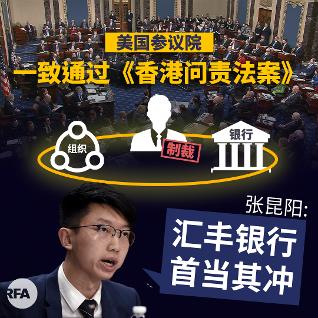 美国参议院
一致通过《香港问责法案》
组织
制裁
银行
张昆阳:
汇丰银行
首当其冲
RFA